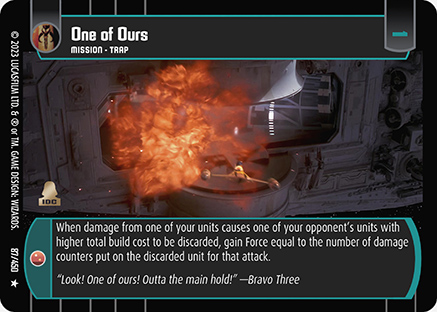 One of Ours
MISSION - TRAP
© 2023 LUCASFILM LTD. & ® OR TM. GAME DESIGN: WIZARDS.
IDC
87/450
When damage from one of your units causes one of your opponent's units with
higher total build cost to be discarded, gain Force equal to the number of damage
counters put on the discarded unit for that attack.
"Look! One of ours! Outta the main hold!" —Bravo Three